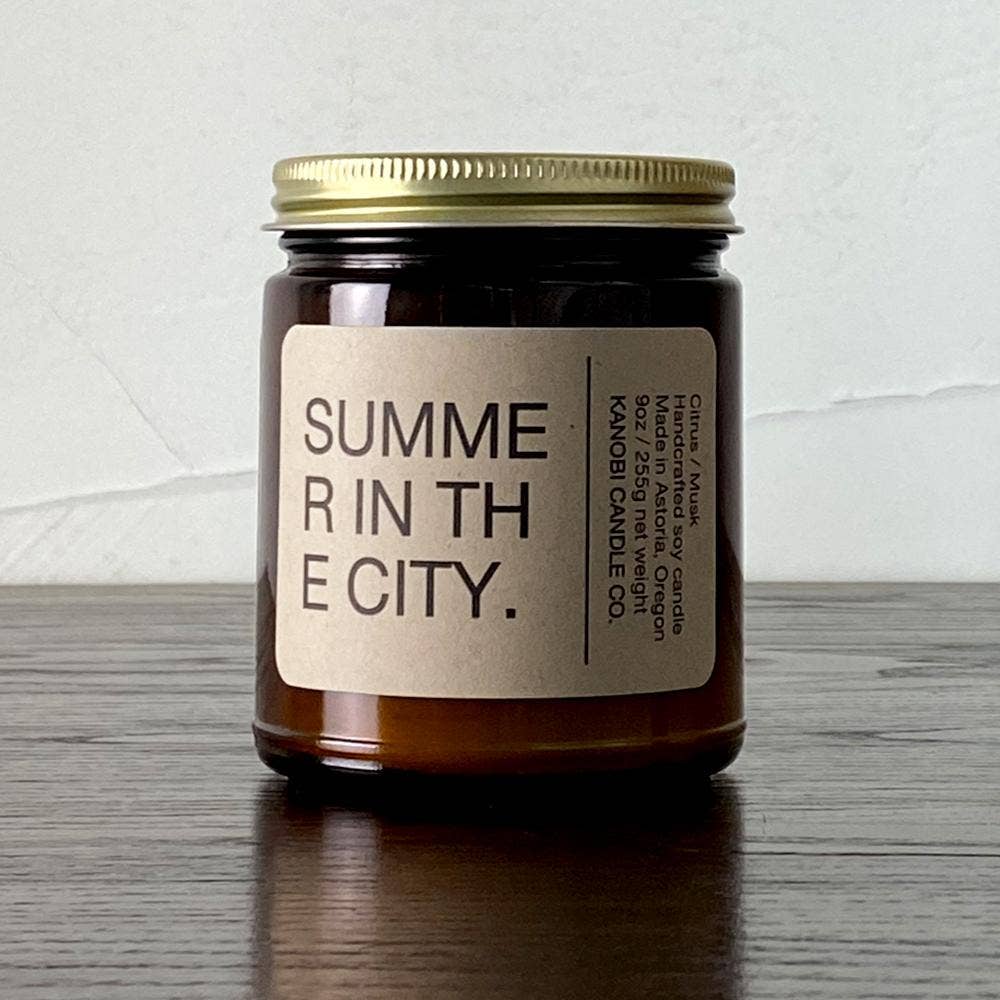 SUMME
R IN TH
E CITY.
Citrus / Musk
Handcrafted soy candle
Made in Astoria, Oregon
9oz / 255g net weight
KANOBI CANDLE CO.